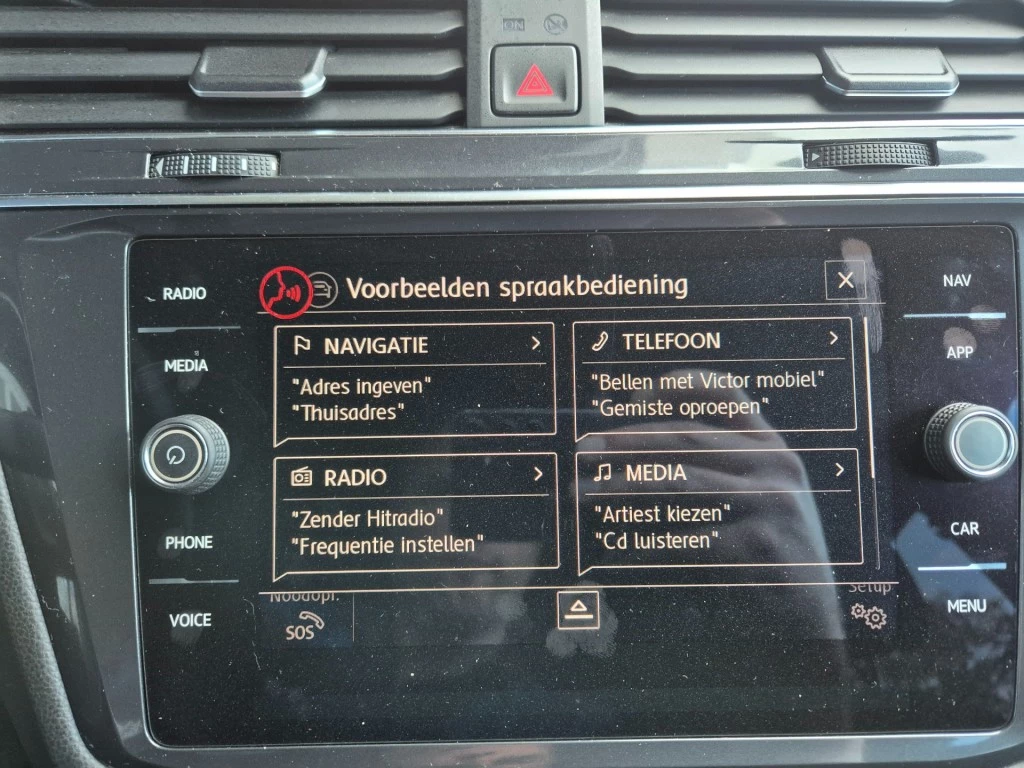 RADIO
MEDIA
PHONE
VOICE
Voorbeelden spraakbediening
NAVIGATIE
"Adres ingeven"
"Thuisadres"
TELEFOON
"Bellen met Victor mobiel"
"Gemiste oproepen"
RADIO
"Zender Hitradio"
"Frequentie instellen"
MEDIA
"Artiest kiezen"
"Cd luisteren"
Noodopr.
SOS
Setup
NAV
APP
CAR
MENU